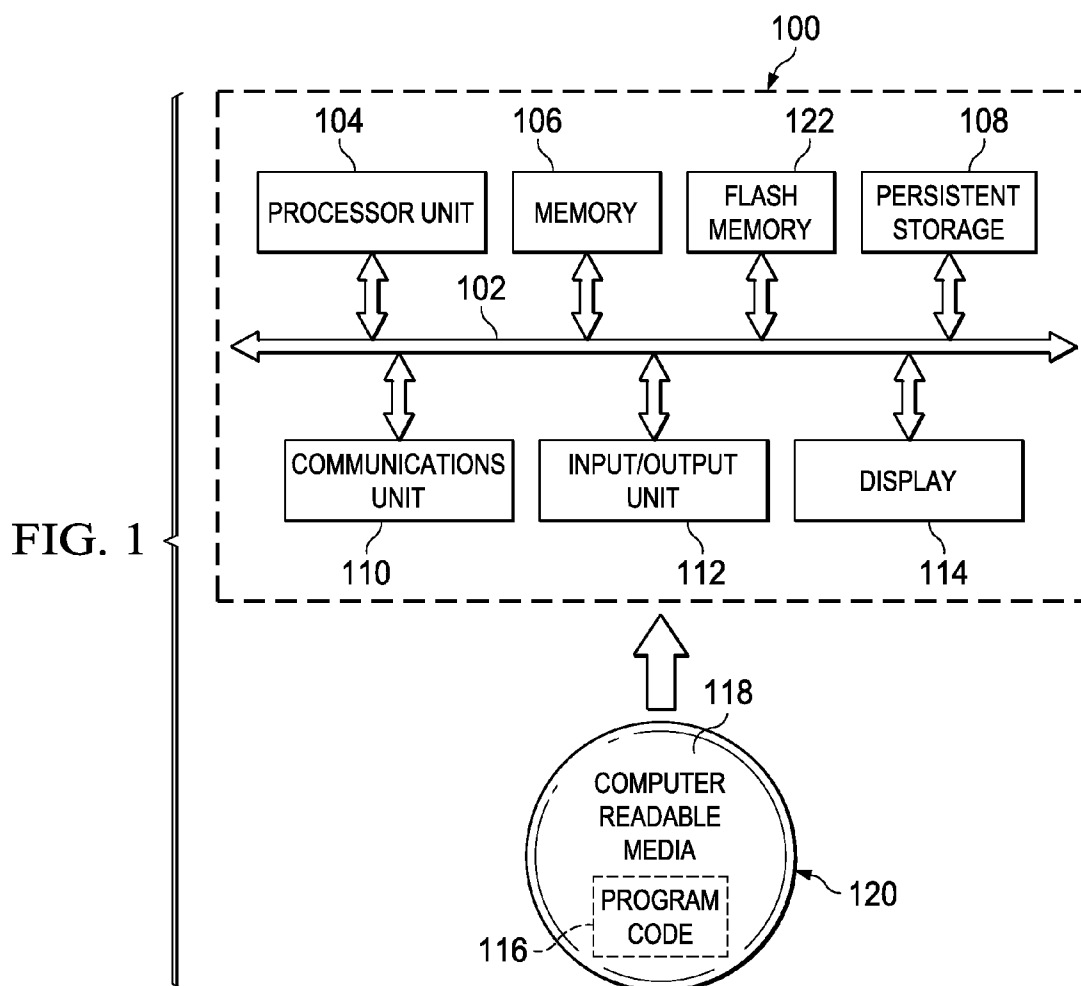 100
104
106
122
108
PROCESSOR UNIT
MEMORY
FLASH
MEMORY
PERSISTENT
STORAGE
102
COMMUNICATIONS
UNIT
INPUT/OUTPUT
UNIT
DISPLAY
FIG. 1
110
112
114
118
COMPUTER
READABLE
MEDIA
PROGRAM
CODE
120
116